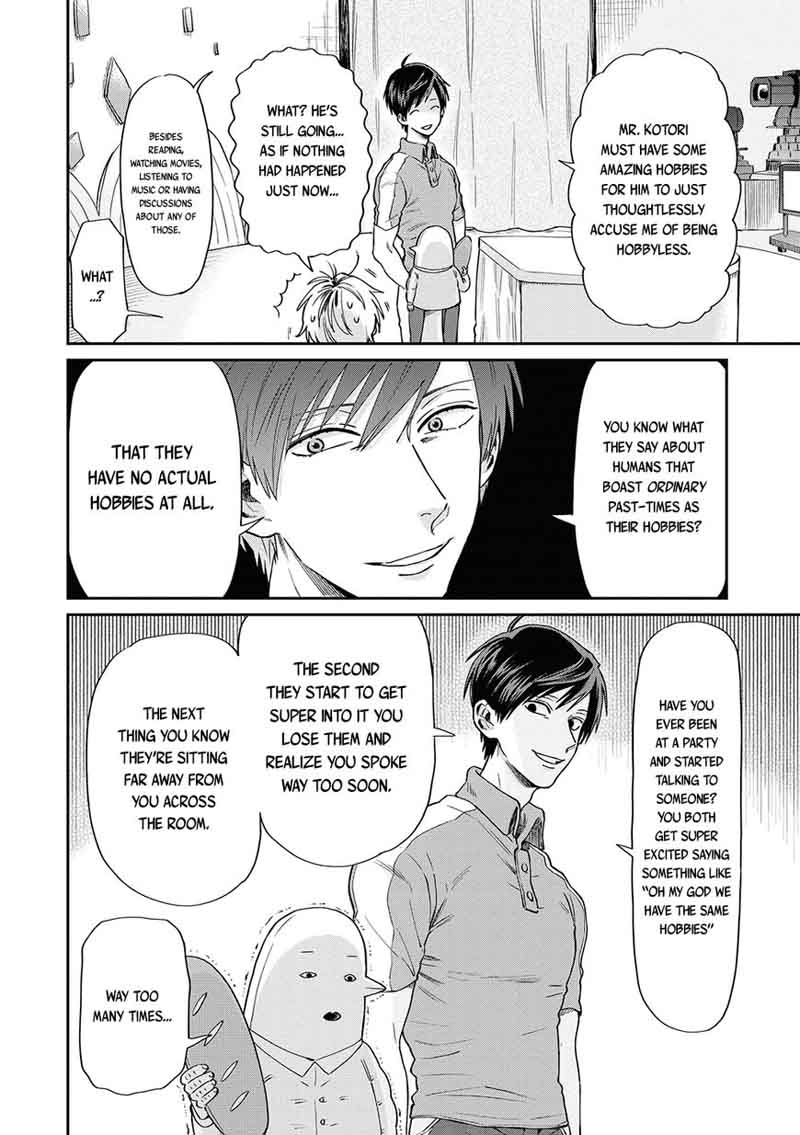 MR. KOTORI
MUST HAVE SOME
AMAZING HOBBIES
FOR HIM TO JUST
THOUGHTLESSLY
ACCUSE ME OF BEING
HOBBYLESS.
WHAT? HE'S
STILL GOING...
AS IF NOTHING
HAD HAPPENED
JUST NOW...
BESIDES
READING,
WATCHING MOVIES,
LISTENING TO
MUSIC OR HAVING
DISCUSSIONS
ABOUT ANY OF
THOSE.
WHAT
...?
YOU KNOW WHAT
THEY SAY ABOUT
HUMANS THAT
BOAST ORDINARY
PAST-TIMES AS
THEIR HOBBIES?
THAT THEY
HAVE NO ACTUAL
HOBBIES AT ALL.
HAVE YOU
EVER BEEN
AT A PARTY
AND STARTED
TALKING TO
SOMEONE?
YOU BOTH
GET SUPER
EXCITED SAYING
SOMETHING LIKE
"OH MY GOD WE
HAVE THE SAME
HOBBIES"
THE SECOND
THEY START TO GET
SUPER INTO IT YOU
LOSE THEM AND
REALIZE YOU SPOKE
WAY TOO SOON.
THE NEXT
THING YOU KNOW
THEY'RE SITTING
FAR AWAY FROM
YOU ACROSS
THE ROOM.
WAY TOO
MANY TIMES...